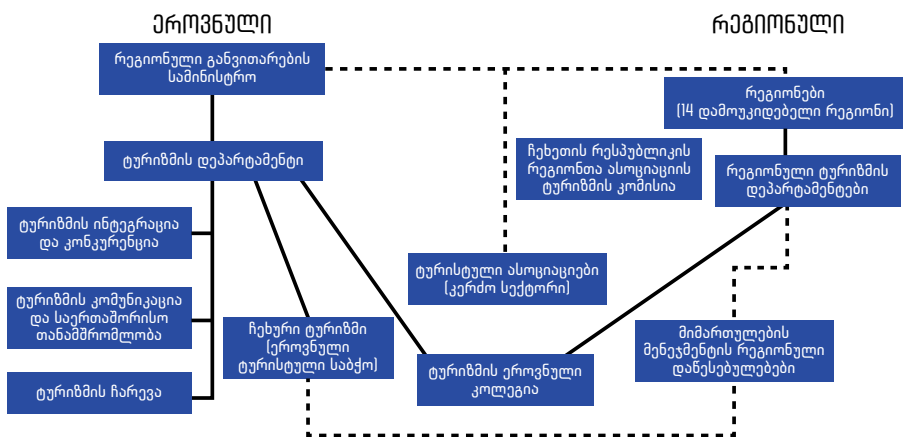 ეროვნული
რეგიონული
რეგიონული განვითარების
სამინისტრო
რეგიონები
(14 დამოუკიდებელი რეგიონი)
ტურიზმის დეპარტამენტი
ჩეხეთის რესპუბლიკის
რეგიონთა ასოციაციის
ტურიზმის კომისია
რეგიონული ტურიზმის
დეპარტამენტები
ტურიზმის ინტეგრაცია
და კონკურენცია
ტურისტული ასოციაციები
(კერძო სექტორი)
ტურიზმის კომუნიკაცია
და საერთაშორისო
თანამშრომლობა
ჩეხური ტურიზმი
(ეროვნული
ტურისტული საბჭო)
მიმართულების
მენეჯმენტის რეგიონული
დაწესებულებები
ტურიზმის ეროვნული
კოლეგია
ტურიზმის ჩარევა